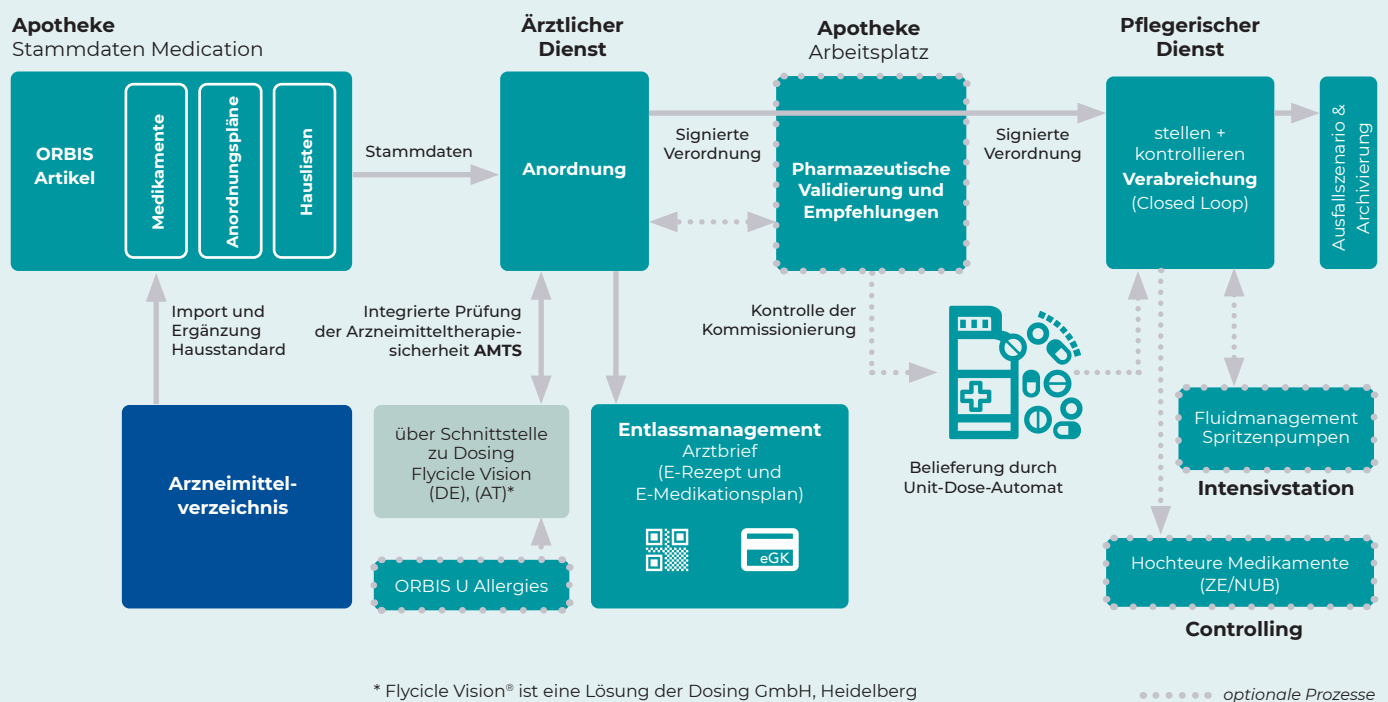 Apotheke
Stammdaten Medication
ORBIS
Artikel
Medikamente
Anordnungspläne
Hauslisten
Stammdaten
Ärztlicher
Dienst
Anordnung
Signierte
Verordnung
Apotheke
Arbeitsplatz
Pharmazeutische
Validierung und
Empfehlungen
Signierte
Verordnung
Pflegerischer
Dienst
stellen +
kontrollieren
Verabreichung
(Closed Loop)
Ausfallszenario &
Archivierung
Import und
Ergänzung
Hausstandard
Integrierte Prüfung
der Arzneimitteltherapie-
sicherheit AMTS
Kontrolle der
Kommissionierung
Arzneimittel-
verzeichnis
über Schnittstelle
zu Dosing
Flycicle Vision
(DE), (AT)*
ORBIS U Allergies
Entlassmanagement
Arztbrief
(E-Rezept und
E-Medikationsplan)
eGK
Belieferung durch
Unit-Dose-Automat
Fluidmanagement
Spritzenpumpen
Intensivstation
Hochteure Medikamente
(ZE/NUB)
Controlling
* Flycicle Vision® ist eine Lösung der Dosing GmbH, Heidelberg
optionale Prozesse